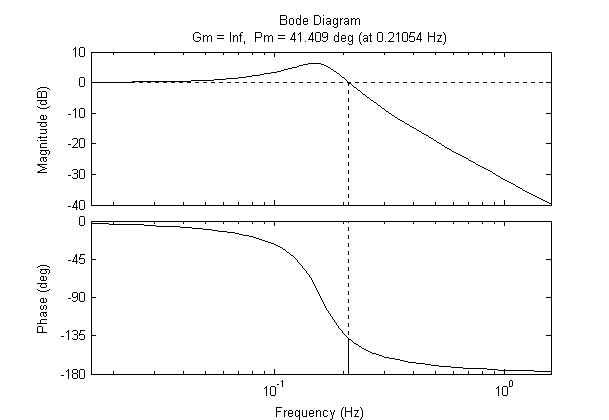 Bode Diagram
Gm = Inf, Pm = 41.409 deg (at 0.21054 Hz)
10
0
-10
-20
-30
-40
Magnitude (dB)
0
-45
-90
-135
-180
Phase (deg)
10^-1
10^0
Frequency (Hz)